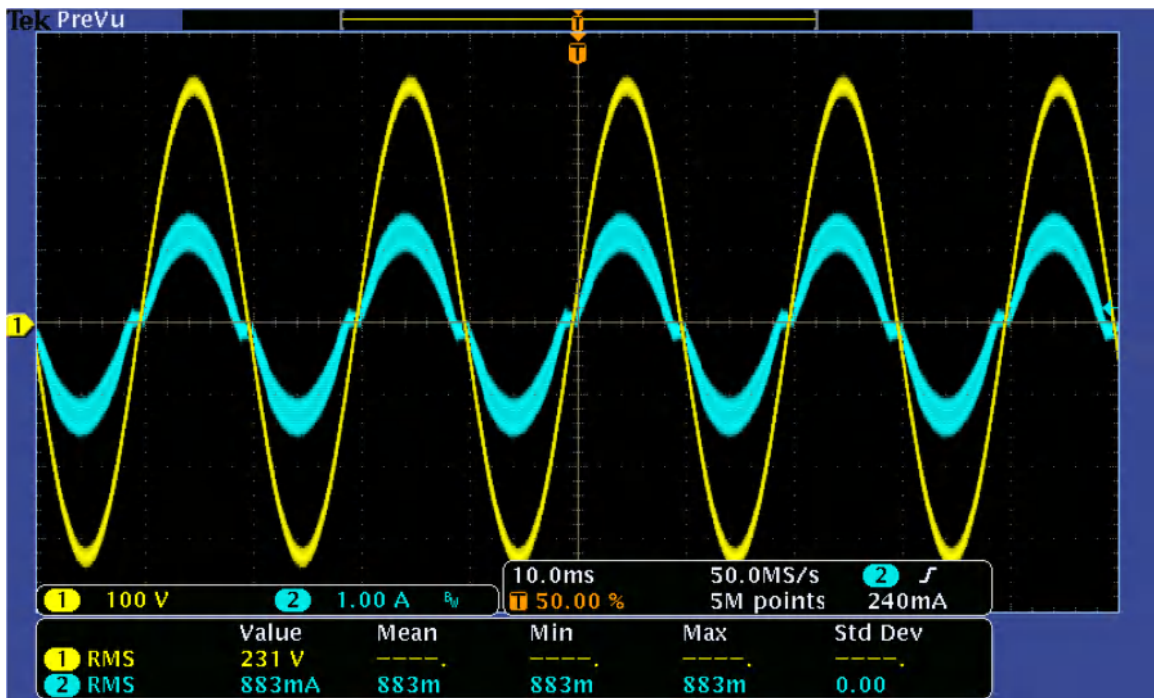 Tek PreVu
T
T
1
1 100 V 2 1.00 A BW
10.0ms 50.0MS/s 2
T 50.00 % 5M points 240mA
Value Mean Min Max Std Dev
1 RMS 231 V ----. ----. ----. ----.
2 RMS 883mA 883m 883m 883m 0.00